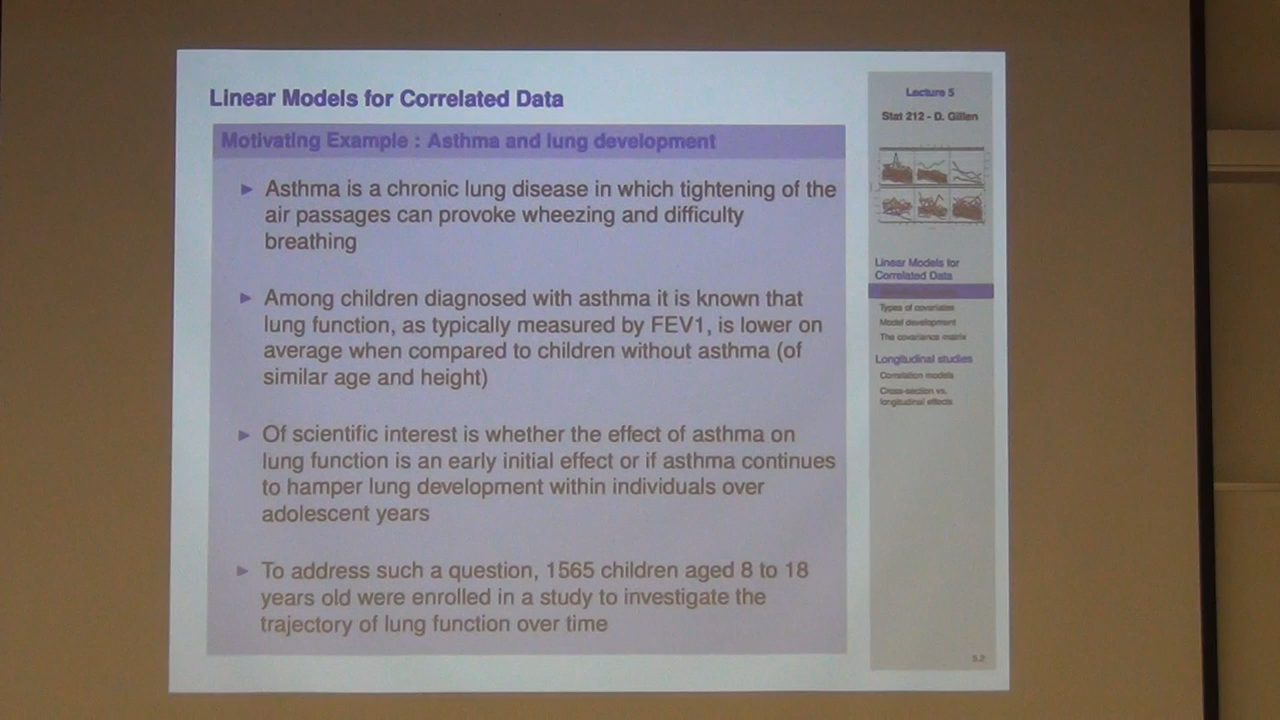 Linear Models for Correlated Data
Motivating Example : Asthma and lung development
▶ Asthma is a chronic lung disease in which tightening of the
air passages can provoke wheezing and difficulty
breathing
▶ Among children diagnosed with asthma it is known that
lung function, as typically measured by FEV1, is lower on
average when compared to children without asthma (of
similar age and height)
▶ Of scientific interest is whether the effect of asthma on
lung function is an early initial effect or if asthma continues
to hamper lung development within individuals over
adolescent years
▶ To address such a question, 1565 children aged 8 to 18
years old were enrolled in a study to investigate the
trajectory of lung function over time
Lecture 5
Stat 212 - D. Gillen
Linear Models for
Correlated Data
Types of covariates
Model development
The covariance matrix
Longitudinal studies
Correlation models
Cross-section vs.
longitudinal effects
5.2